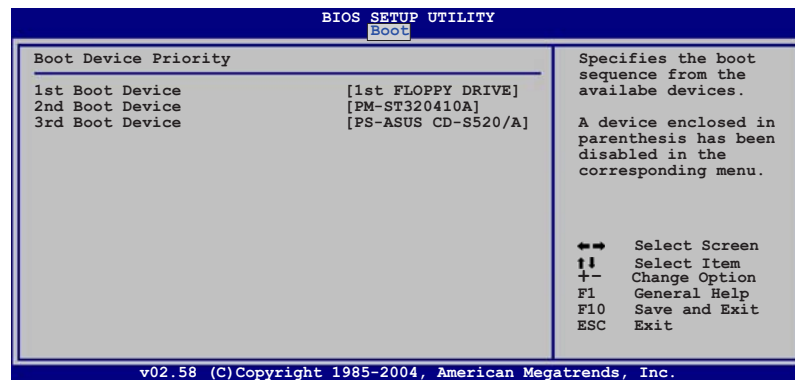 BIOS SETUP UTILITY
Boot
Boot Device Priority
1st Boot Device [1st FLOPPY DRIVE]
2nd Boot Device [PM-ST320410A]
3rd Boot Device [PS-ASUS CD-S520/A]
Specifies the boot
sequence from the
availabe devices.
A device enclosed in
parenthesis has been
disabled in the
corresponding menu.
←→ Select Screen
↑↓ Select Item
+- Change Option
F1 General Help
F10 Save and Exit
ESC Exit
v02.58 (C)Copyright 1985-2004, American Megatrends, Inc.